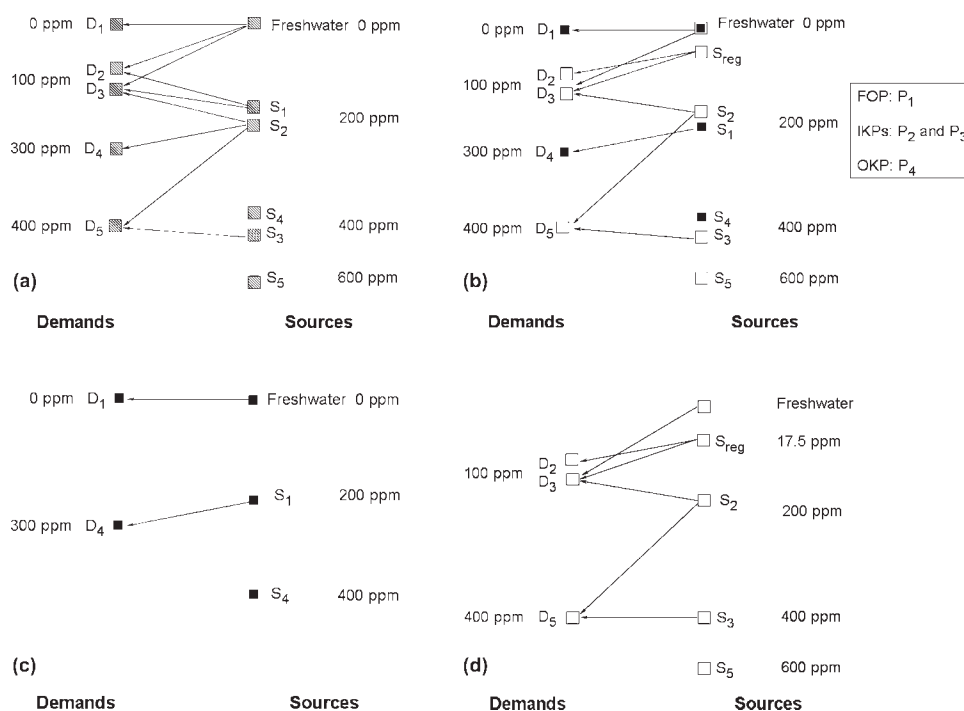 0 ppm D1 Freshwater 0 ppm
D2
100 ppm
D3
S1
S2 200 ppm
300 ppm D4
S4
400 ppm D5 S3 400 ppm
S5 600 ppm
(a)
Demands Sources
0 ppm D1 Freshwater 0 ppm
Sreg
D2
100 ppm D3
S2
S1 200 ppm
300 ppm D4
S4
400 ppm D5 S3 400 ppm
S5 600 ppm
(b)
Demands Sources
FOP: P1
IKPs: P2 and P3
OKP: P4
0 ppm D1 Freshwater 0 ppm
S1 200 ppm
300 ppm D4
S4 400 ppm
(c)
Demands Sources
Freshwater
Sreg 17.5 ppm
D2
100 ppm D3
S2 200 ppm
400 ppm D5 S3 400 ppm
S5 600 ppm
(d)
Demands Sources